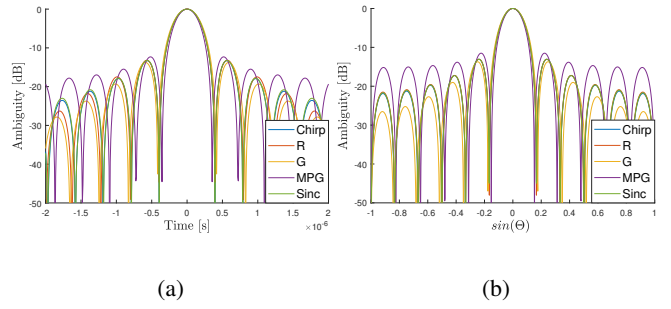 0
-10
-20
-30
-40
-50
Ambiguity [dB]
-2
-1.5
-1
-0.5
0
0.5
1
1.5
2
Time [s]
×10-6
Chirp
R
G
MPG
Sinc
(a)
0
-10
-20
-30
-40
-50
Ambiguity [dB]
-1
-0.8
-0.6
-0.4
-0.2
0
0.2
0.4
0.6
0.8
1
sin(Θ)
Chirp
R
G
MPG
Sinc
(b)